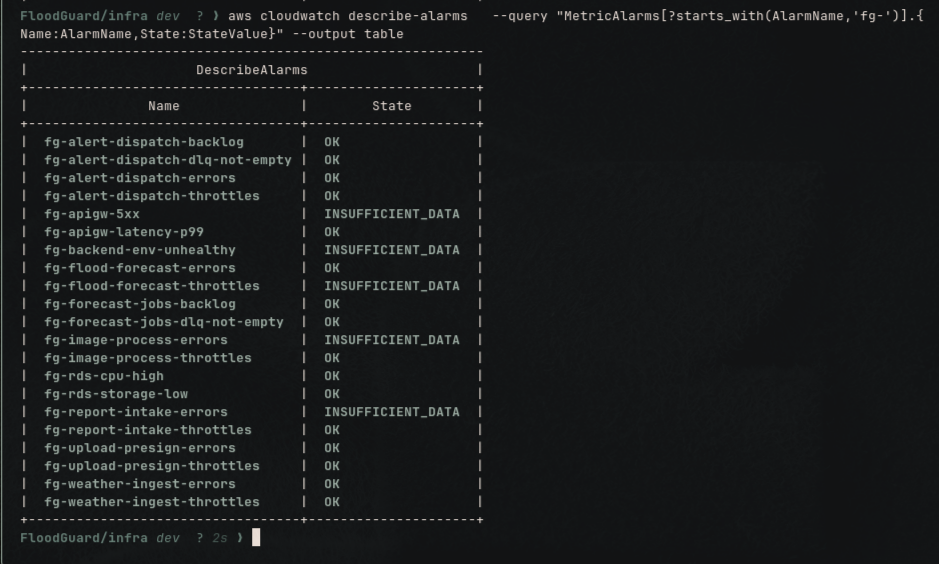 FloodGuard/infra dev ? ) aws cloudwatch describe-alarms   --query "MetricAlarms[?starts_with(AlarmName,'fg-')].{
Name:AlarmName,State:StateValue}" --output table
---------------------------------------------------------
|                     DescribeAlarms                    |
+----------------------------------+--------------------+
|               Name               |       State        |
+----------------------------------+--------------------+
|  fg-alert-dispatch-backlog       |  OK                |
|  fg-alert-dispatch-dlq-not-empty |  OK                |
|  fg-alert-dispatch-errors        |  OK                |
|  fg-alert-dispatch-throttles     |  OK                |
|  fg-apigw-5xx                    |  INSUFFICIENT_DATA |
|  fg-apigw-latency-p99            |  OK                |
|  fg-backend-env-unhealthy        |  INSUFFICIENT_DATA |
|  fg-flood-forecast-errors        |  OK                |
|  fg-flood-forecast-throttles     |  INSUFFICIENT_DATA |
|  fg-forecast-jobs-backlog        |  OK                |
|  fg-forecast-jobs-dlq-not-empty  |  OK                |
|  fg-image-process-errors         |  INSUFFICIENT_DATA |
|  fg-image-process-throttles      |  OK                |
|  fg-rds-cpu-high                 |  OK                |
|  fg-rds-storage-low              |  OK                |
|  fg-report-intake-errors         |  INSUFFICIENT_DATA |
|  fg-report-intake-throttles      |  OK                |
|  fg-upload-presign-errors        |  OK                |
|  fg-upload-presign-throttles     |  OK                |
|  fg-weather-ingest-errors        |  OK                |
|  fg-weather-ingest-throttles     |  OK                |
+----------------------------------+--------------------+
FloodGuard/infra dev ? 2s )